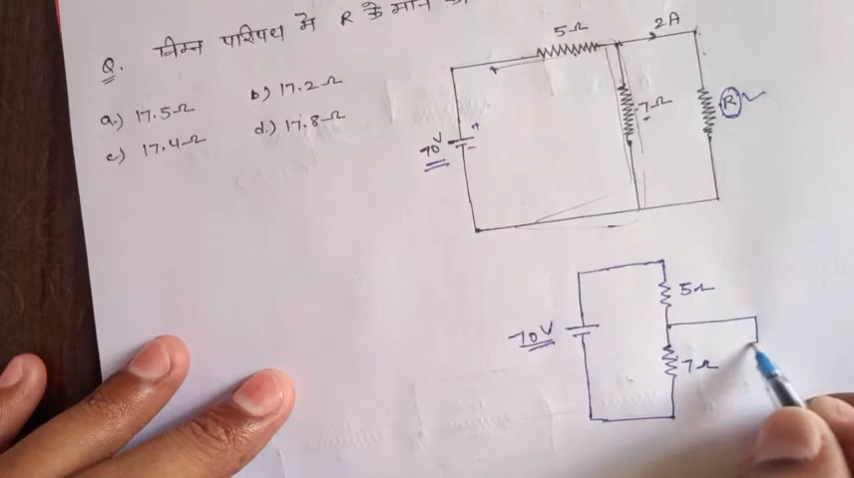 Q. निम्न परिपथ में R के मान
a.) 17.5Ω b.) 17.2Ω
c.) 17.4Ω d.) 17.8Ω
5Ω 2A
7Ω R
70V + -
5Ω
70V
7Ω